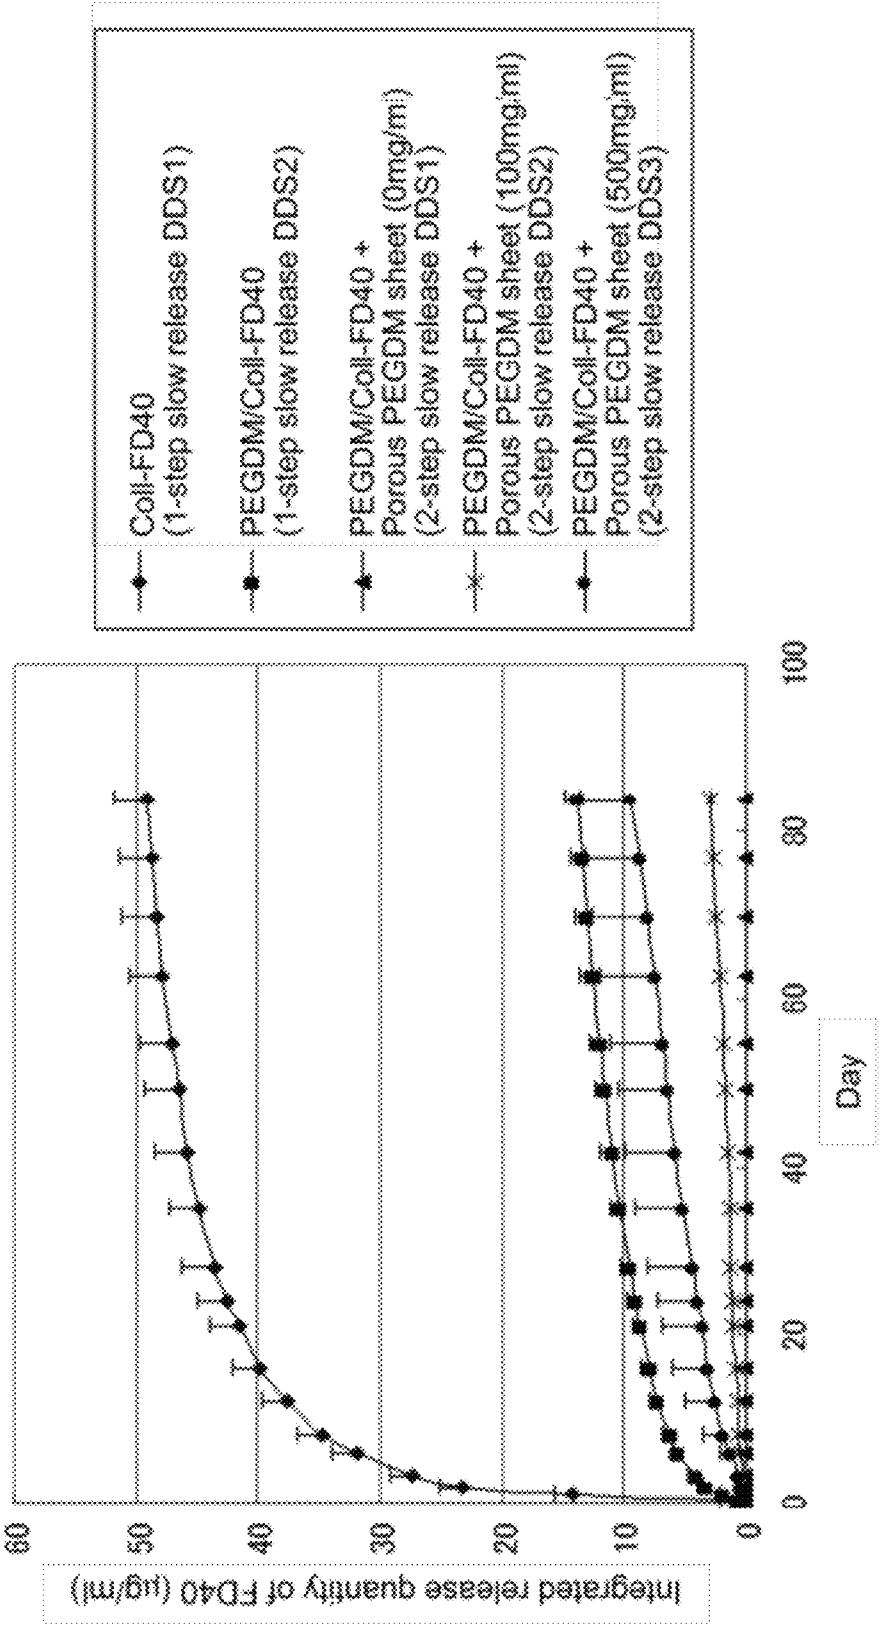 Integrated release quantity of FD40 (μg/ml)
60
50
40
30
20
10
0
0
20
40
60
80
100
Day
Coll-FD40
(1-step slow release DDS1)
PEGDM/Coll-FD40
(1-step slow release DDS2)
PEGDM/Coll-FD40 +
Porous PEGDM sheet (0mg/ml)
(2-step slow release DDS1)
PEGDM/Coll-FD40 +
Porous PEGDM sheet (100mg/ml)
(2-step slow release DDS2)
PEGDM/Coll-FD40 +
Porous PEGDM sheet (500mg/ml)
(2-step slow release DDS3)